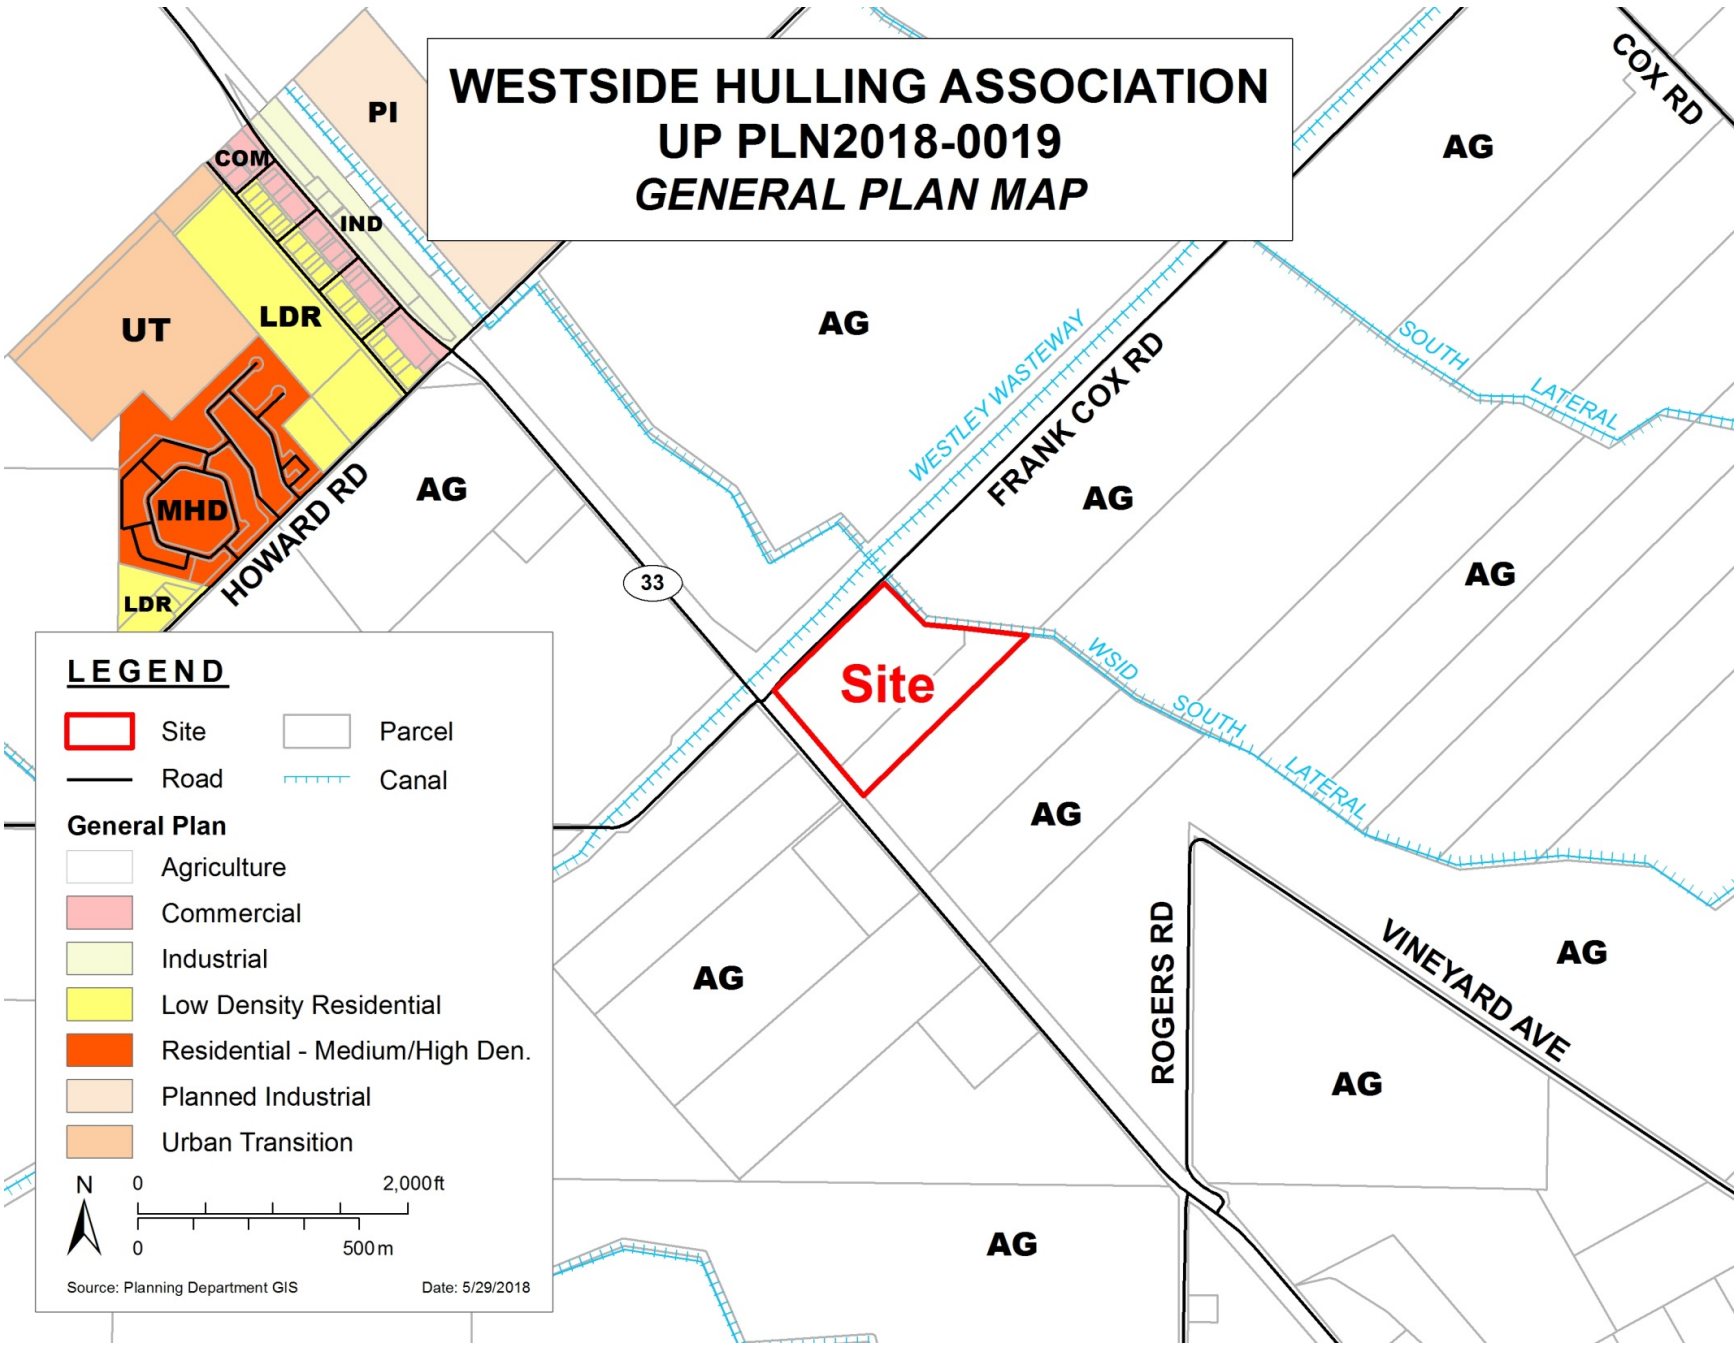 WESTSIDE HULLING ASSOCIATION
UP PLN2018-0019
GENERAL PLAN MAP
COX RD
PI
COM
IND
AG
AG
UT
LDR
WESTLEY WASTEWAY
FRANK COX RD
SOUTH LATERAL
MHD
HOWARD RD
AG
AG
AG
LDR
33
Site
WSID SOUTH LATERAL
AG
AG
ROGERS RD
VINEYARD AVE
AG
AG
AG
LEGEND
Site
Parcel
Road
Canal
General Plan
Agriculture
Commercial
Industrial
Low Density Residential
Residential - Medium/High Den.
Planned Industrial
Urban Transition
N
0 2,000 ft
0 500 m
Source: Planning Department GIS
Date: 5/29/2018